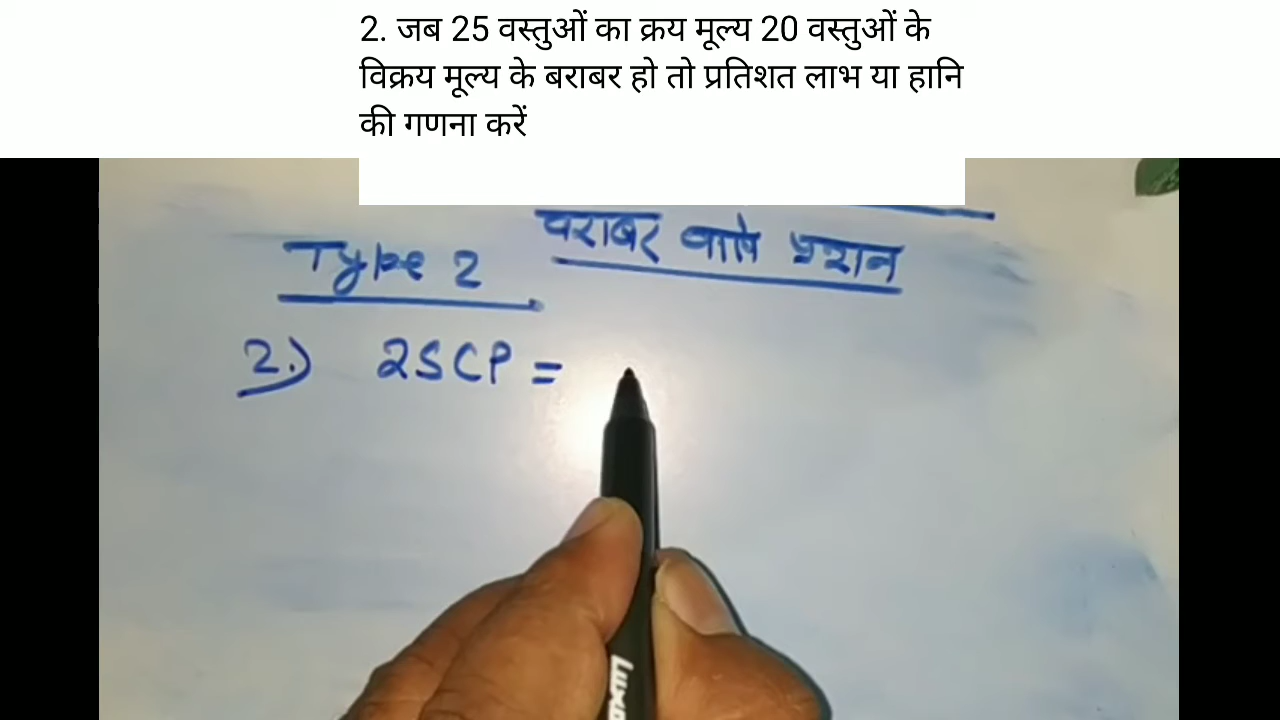 2. जब 25 वस्तुओं का क्रय मूल्य 20 वस्तुओं के
विक्रय मूल्य के बराबर हो तो प्रतिशत लाभ या हानि
की गणना करें
बराबर वाले प्रश्न
Type 2
2.) 25CP =
LUXO